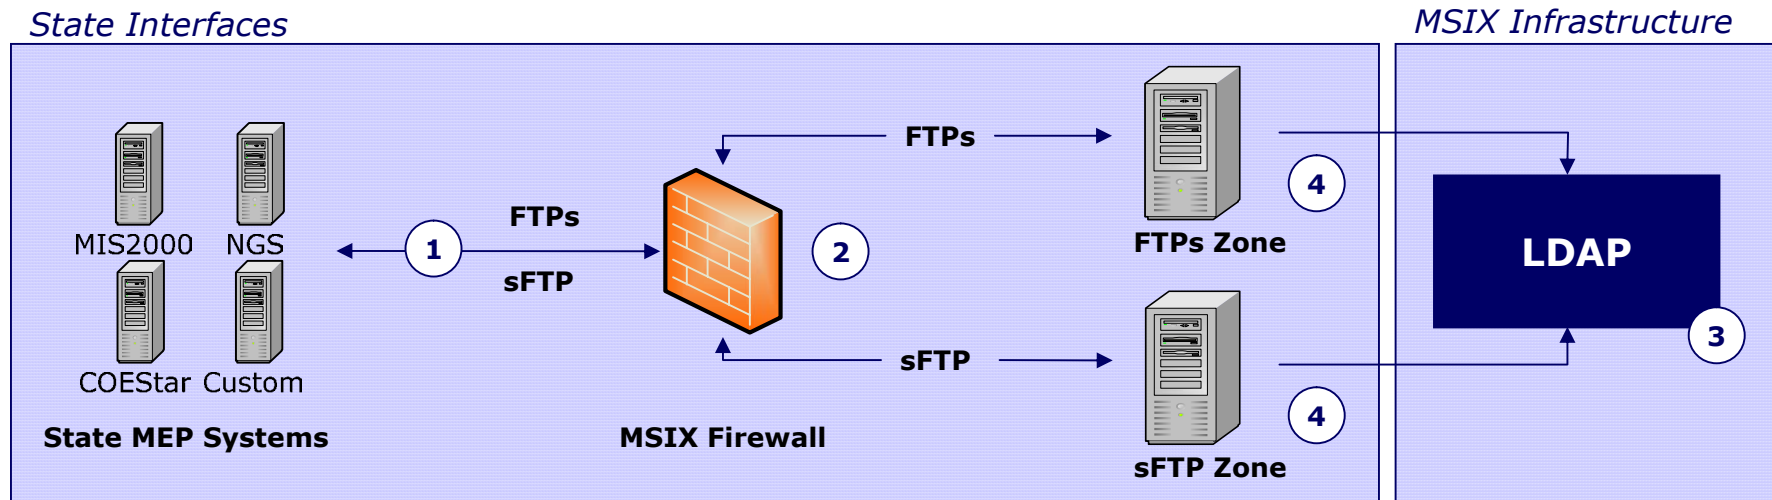 State Interfaces
MSIX Infrastructure
MIS2000
NGS
COEStar
Custom
State MEP Systems
FTPs
1
sFTP
MSIX Firewall
2
FTPs
sFTP
4
FTPs Zone
4
sFTP Zone
LDAP
3